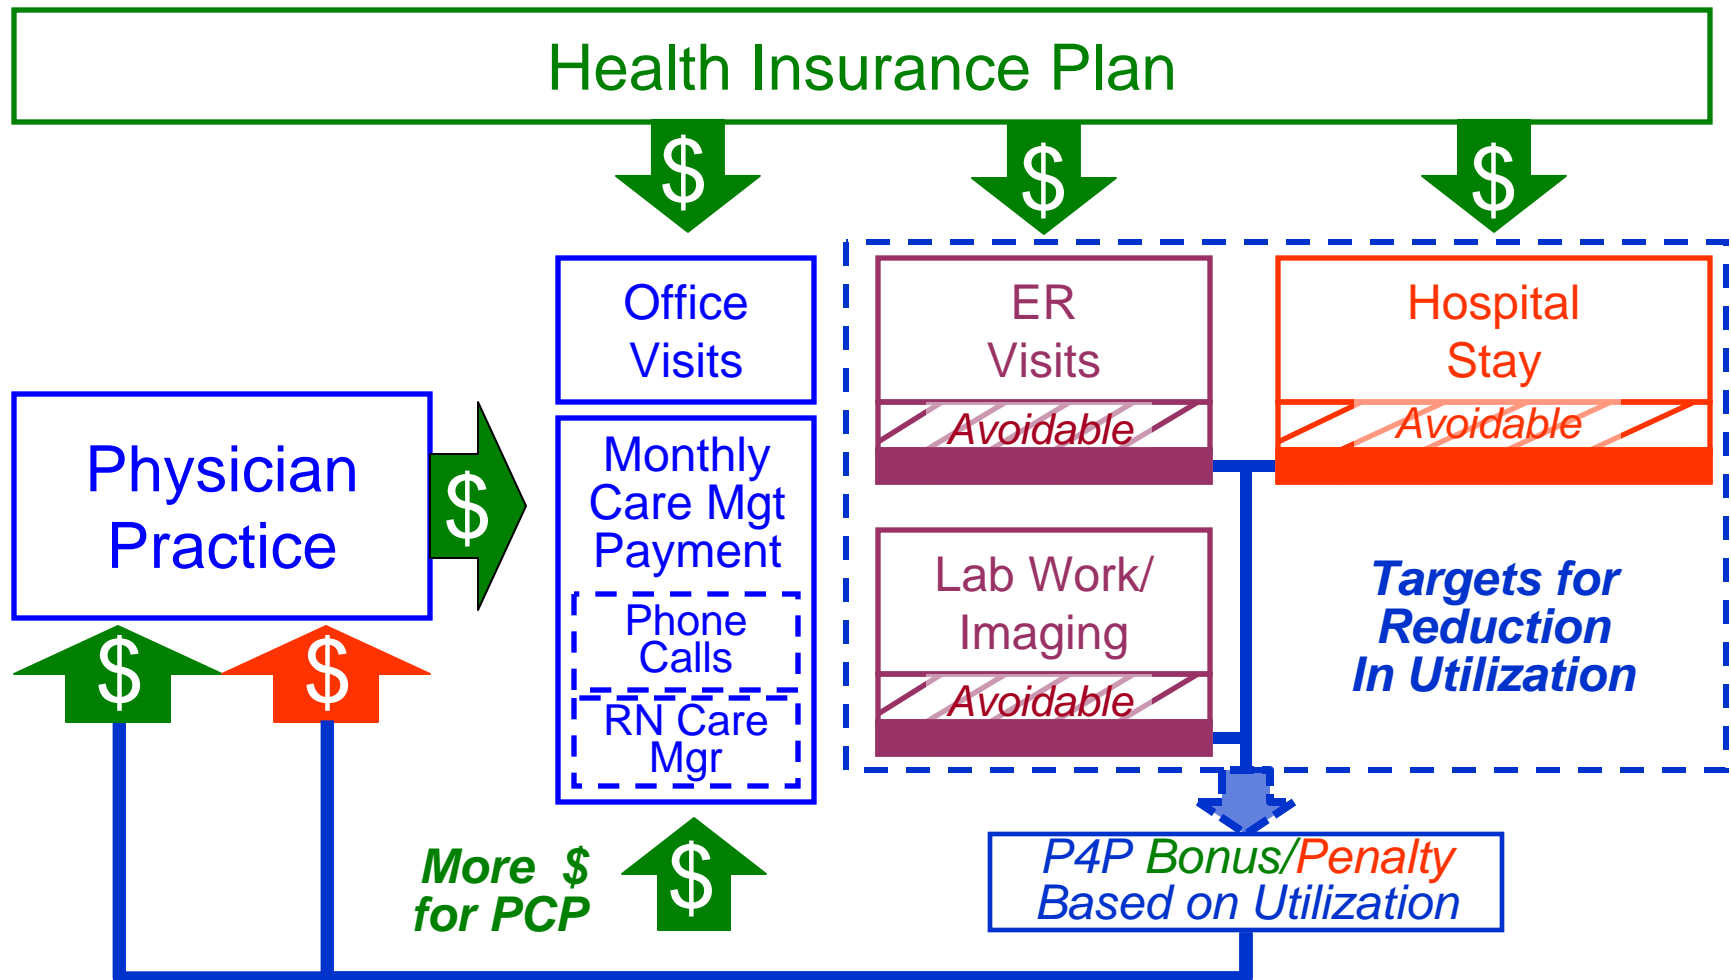 Health Insurance Plan
$
$
$
Office
Visits
ER
Visits
Avoidable
Hospital
Stay
Avoidable
Physician
Practice
$
Monthly
Care Mgt
Payment
Phone
Calls
RN Care
Mgr
Lab Work/
Imaging
Avoidable
Targets for
Reduction
In Utilization
$
$
More $
for PCP
$
P4P Bonus/Penalty
Based on Utilization